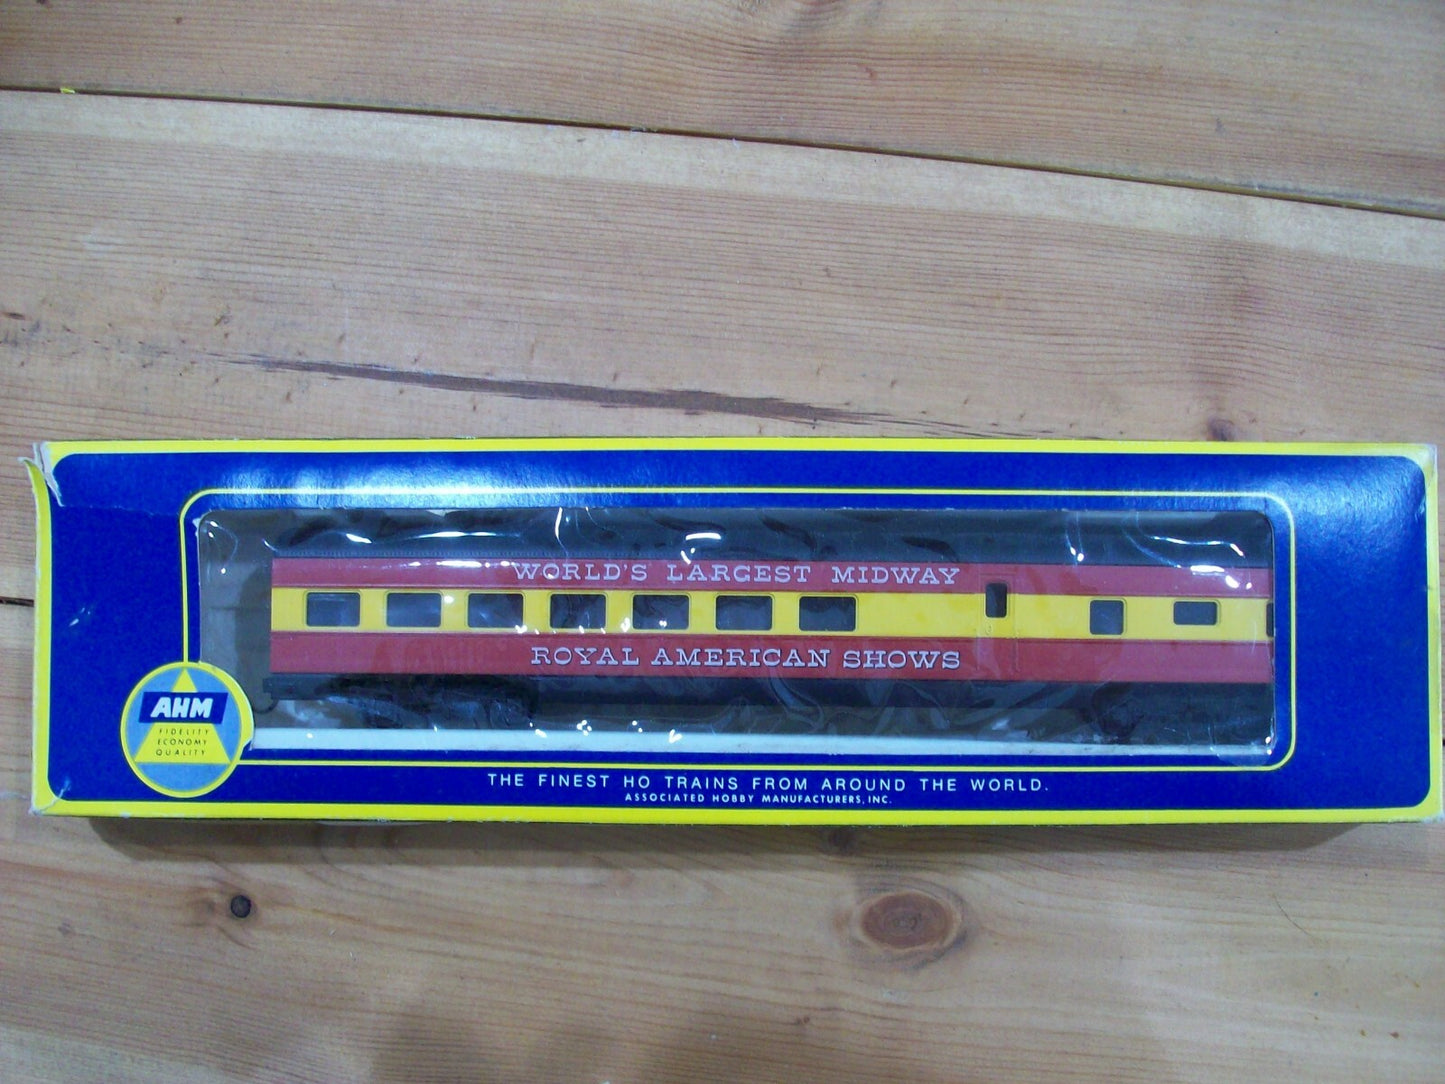 WORLD'S LARGEST MIDWAY
ROYAL AMERICAN SHOWS
AHM
FIDELITY
ECONOMY
QUALITY
THE FINEST HO TRAINS FROM AROUND THE WORLD.
ASSOCIATED HOBBY MANUFACTURERS, INC.